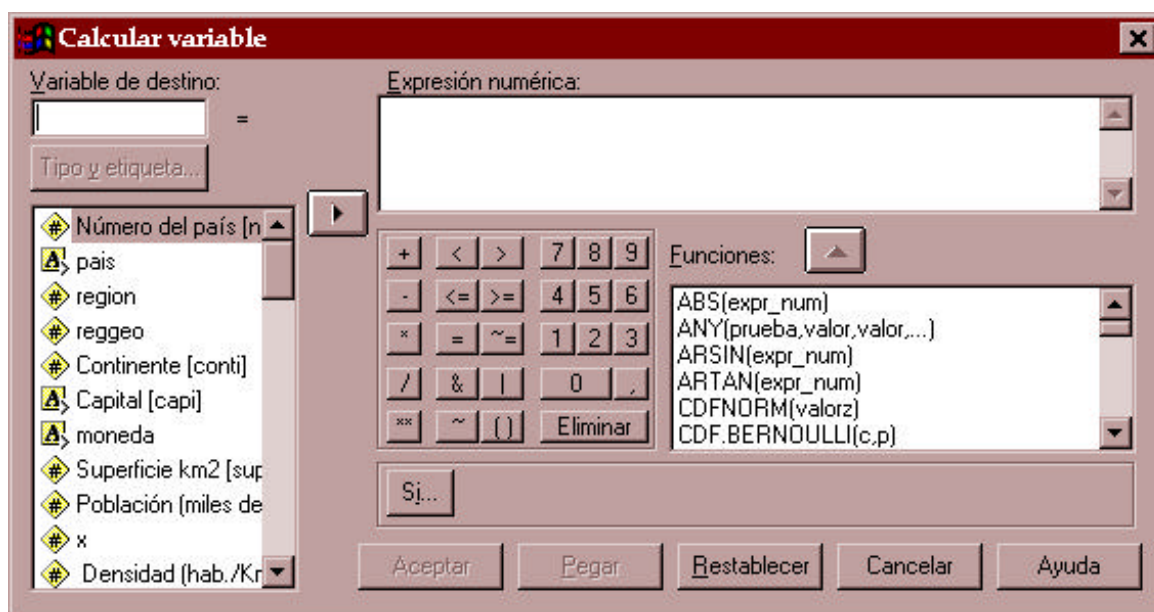 Calcular variable
Variable de destino:
=
Tipo y etiqueta...
Número del país [n
pais
region
reggeo
Continente [conti]
Capital [capi]
moneda
Superficie km2 [sup
Población (miles de
x
Densidad (hab./Kr
Expresión numérica:
+ < > 7 8 9
- <= >= 4 5 6
* = ~= 1 2 3
/ & | 0 ,
** ~ () Eliminar
Funciones:
ABS(expr_num)
ANY(prueba,valor,valor,...)
ARSIN(expr_num)
ARTAN(expr_num)
CDFNORM(valorz)
CDF.BERNOULLI(c,p)
Si...
Aceptar Pegar Restablecer Cancelar Ayuda